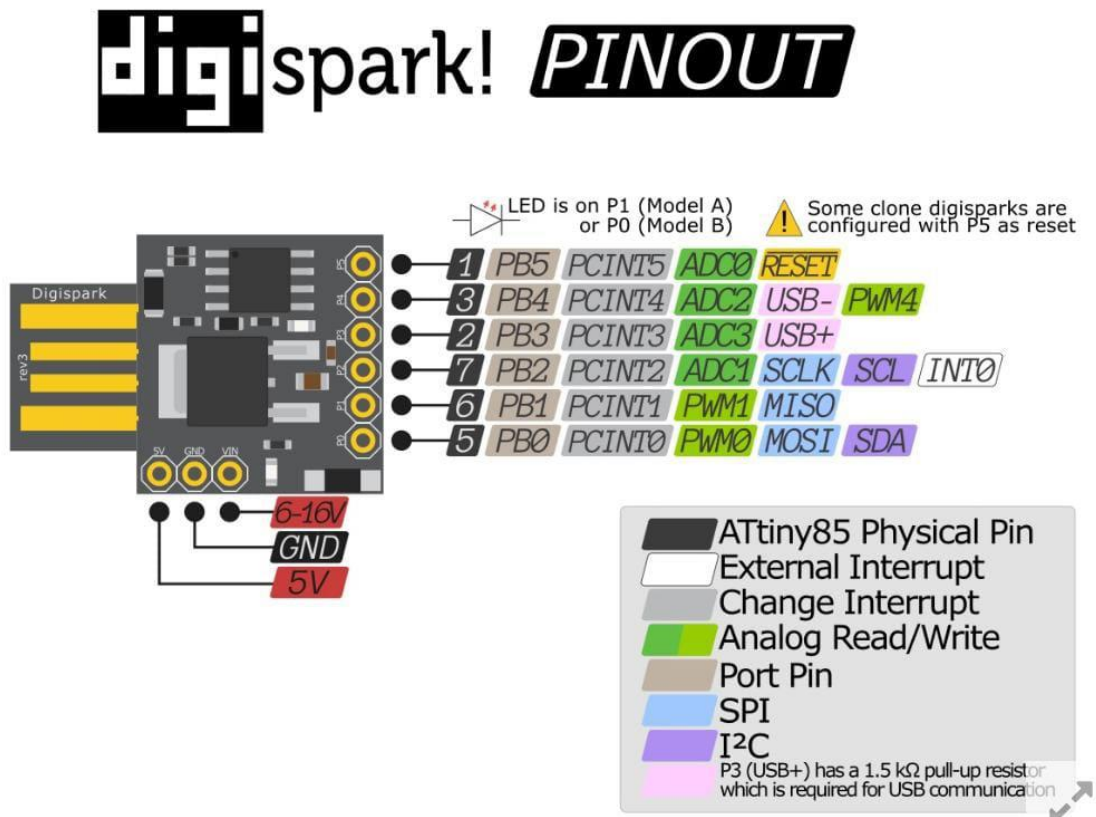 digispark! PINOUT
LED is on P1 (Model A)
or P0 (Model B)
Some clone digisparks are
configured with P5 as reset
!
Digispark
rev3
P5
P4
P3
P2
P1
P0
5V GND VIN
1 PB5 PCINT5 ADC0 RESET
3 PB4 PCINT4 ADC2 USB- PWM4
2 PB3 PCINT3 ADC3 USB+
7 PB2 PCINT2 ADC1 SCLK SCL INT0
6 PB1 PCINT1 PWM1 MISO
5 PB0 PCINT0 PWM0 MOSI SDA
6-16V
GND
5V
ATtiny85 Physical Pin
External Interrupt
Change Interrupt
Analog Read/Write
Port Pin
SPI
I²C
P3 (USB+) has a 1.5 kΩ pull-up resistor
which is required for USB communication